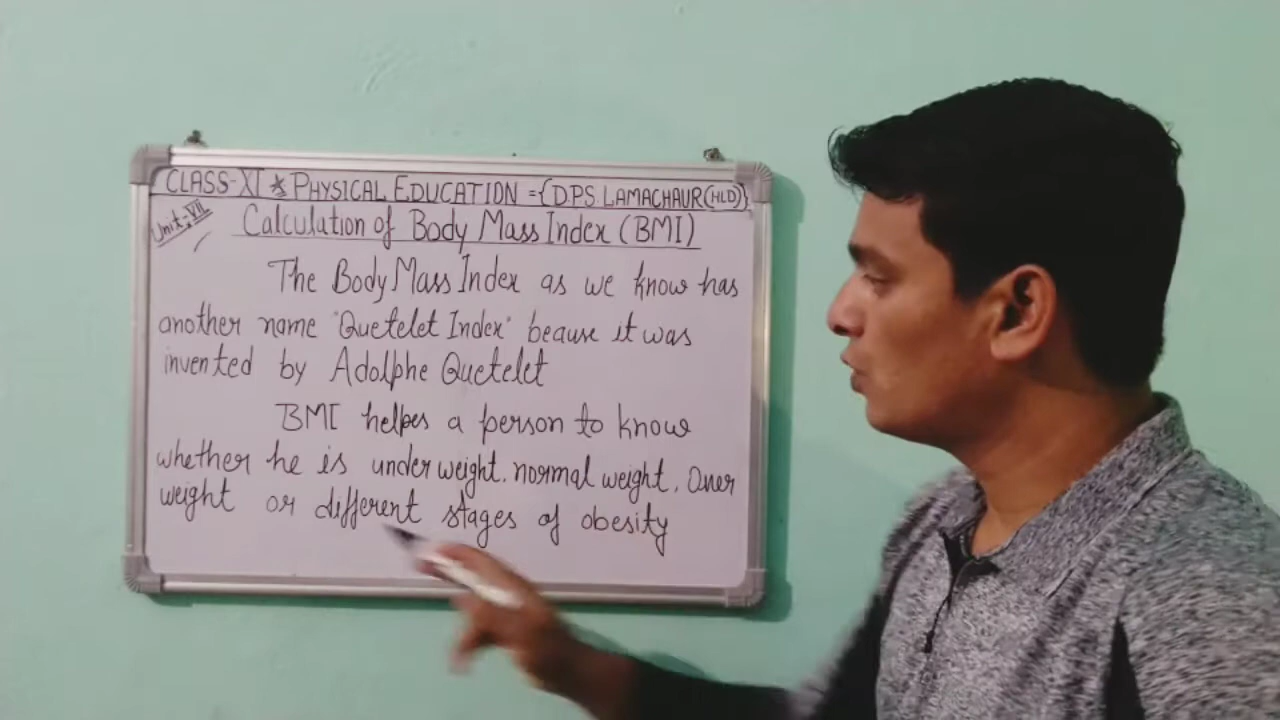 CLASS-XI * PHYSICAL EDUCATION = {D.P.S. LAMACHAUR (HLD)}
Unit: VII
Calculation of Body Mass Index (BMI)
The Body Mass Index as we know has
another name "Quetelet Index" beause it was
invented by Adolphe Quetelet
BMI helpes a person to know
whether he is under weight, normal weight, Over
weight or different stages of obesity